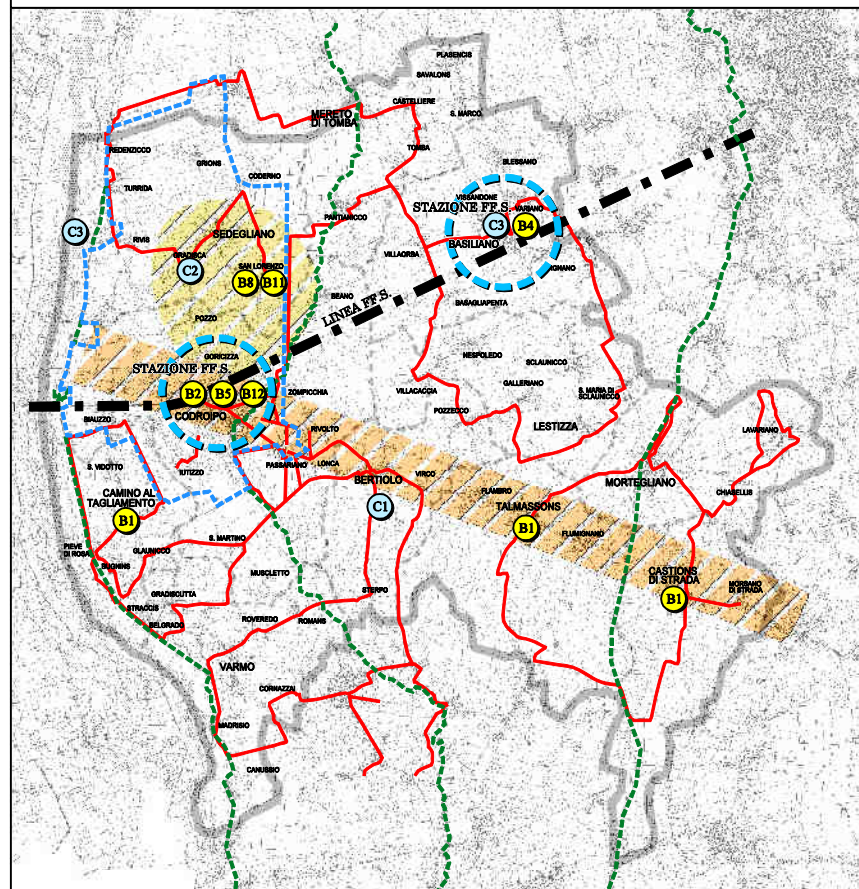 PLASENCIS
SAVALONS
CASTELLIERE
MERETO
DI TOMBA
S. MARCO
REDENZICCO
GRIONS
CODERNO
TOMBA
BLESSANO
TURRIDA
VISSANDONE
STAZIONE FF.S.
VARIANO
PANTIANICCO
C3
RIVIS
SEDEGLIANO
C3
B4
BASILIANO
VILLAORBA
GRADISCA
C2
SAN LORENZO
B8
B11
BEANO
BASAGLIAPENTA
POZZO
LINEA FF.S.
GORICIZZA
STAZIONE FF.S.
NESPOLEDO
SCLAUNICCO
GALLERIANO
B2
B5
B12
ZOMPICCHIA
VILLACACCIA
S. MARIA DI
SCLAUNICCO
CODROIPO
POZZECCO
BIAUZZO
RIVOLTO
LESTIZZA
LAVARIANO
S. VIDOTTO
IUTIZZO
PASSARIANO
LONCA
VIRCO
BERTIOLO
FLAMBRO
MORTEGLIANO
CHIASELLIS
CAMINO AL
TAGLIAMENTO
C1
TALMASSONS
B1
B1
FLUMIGNANO
PIEVE
DI ROSA
GLAUNICCO
S. MARTINO
BUGNINS
MUSCLETTO
CASTIONS
DI STRADA
MORSANO
DI STRADA
GRADISCUTTA
STERPO
B1
STRACCIS
BELGRADO
ROVEREDO
ROMANS
VARMO
CORNAZZAI
MADRISIO
CANUSSIO